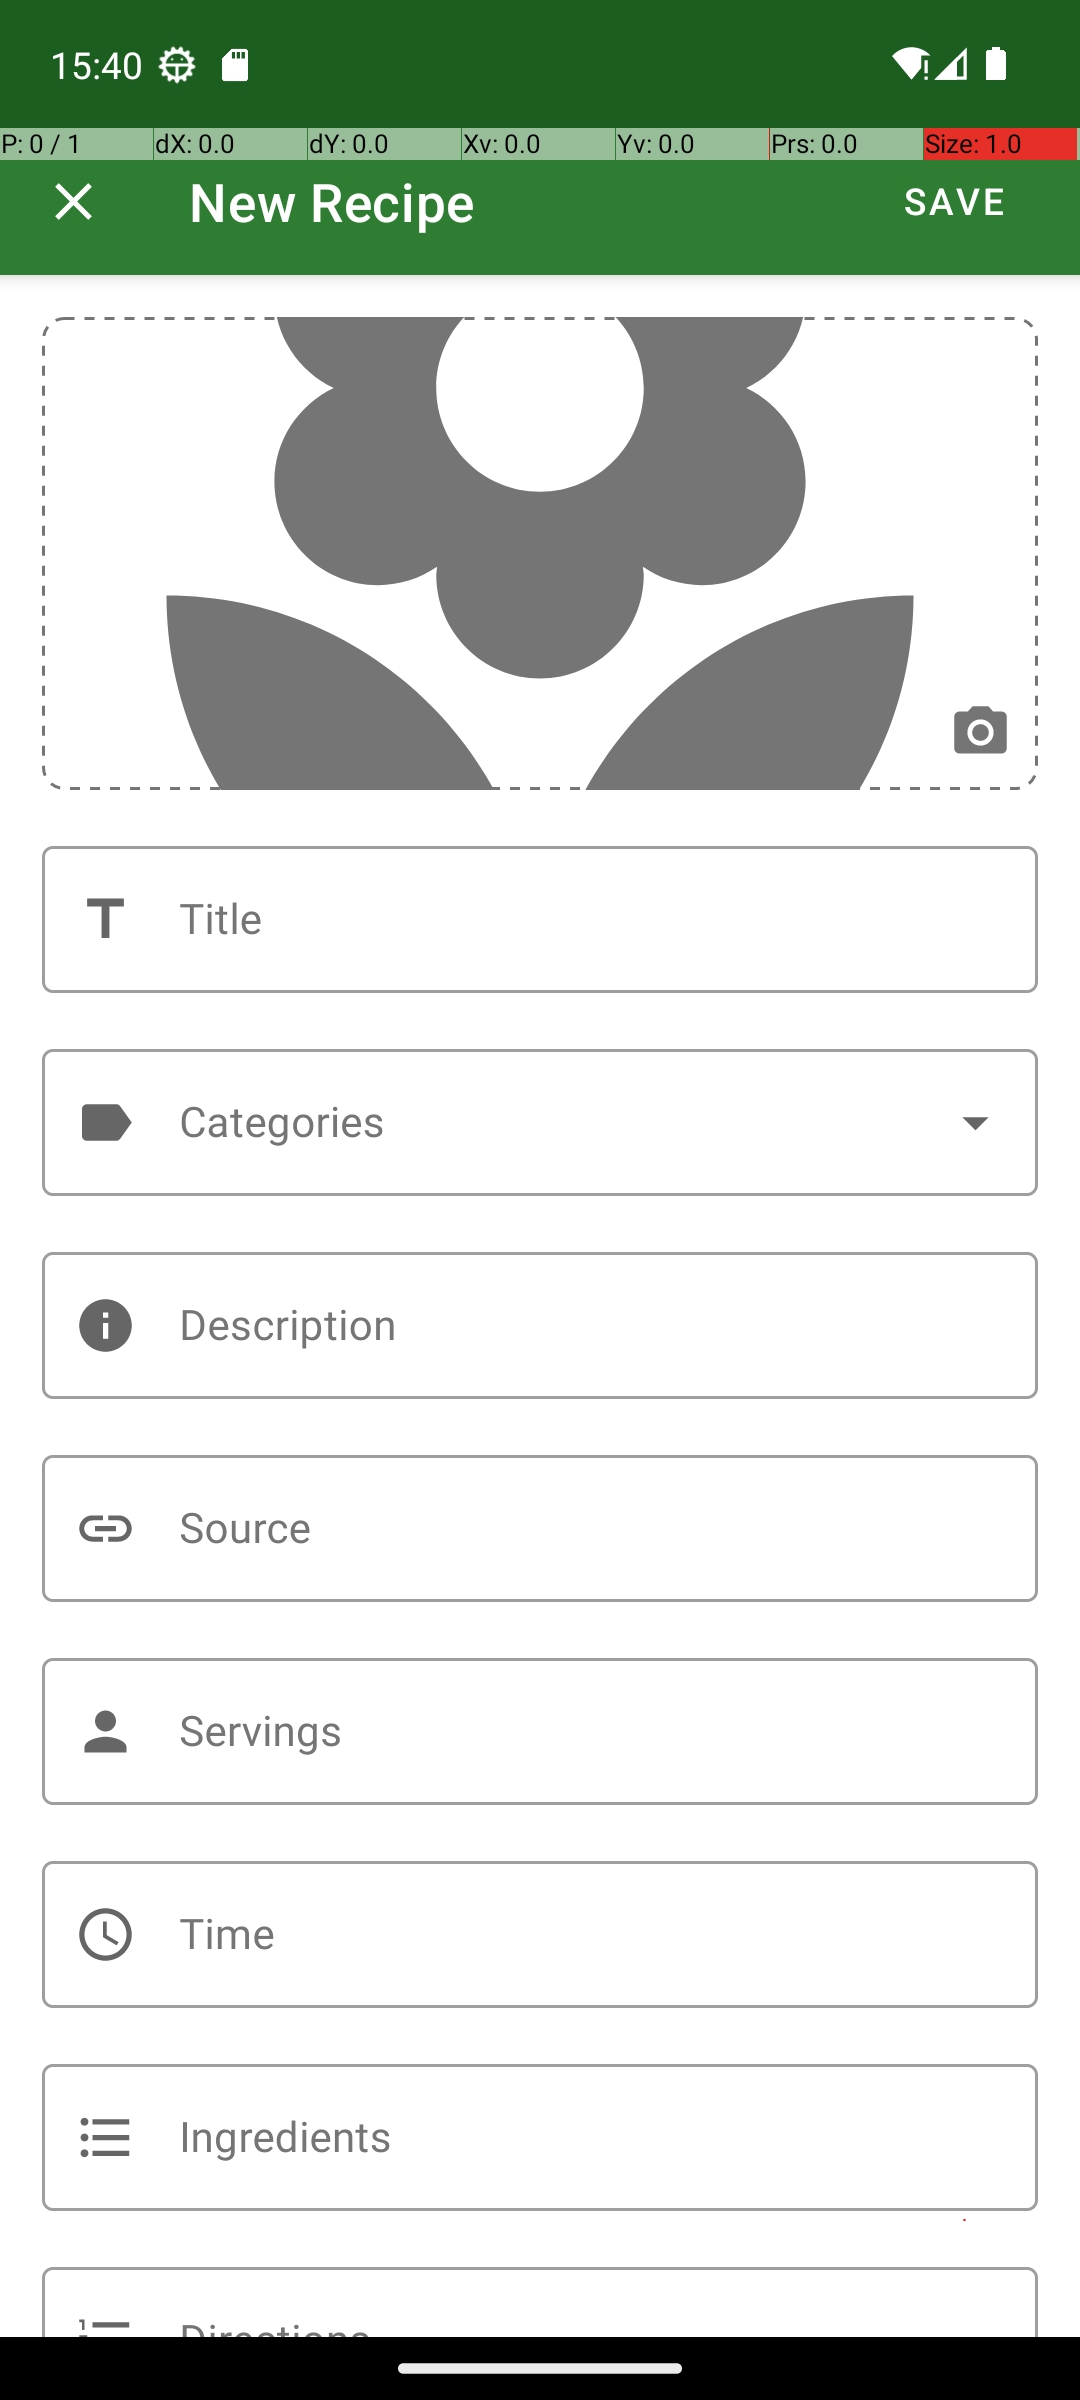 15:40
P: 0 / 1 dX: 0.0 dY: 0.0 Xv: 0.0 Yv: 0.0 Prs: 0.0 Size: 1.0
New Recipe SAVE
Title
Categories
Description
Source
Servings
Time
Ingredients
Directions